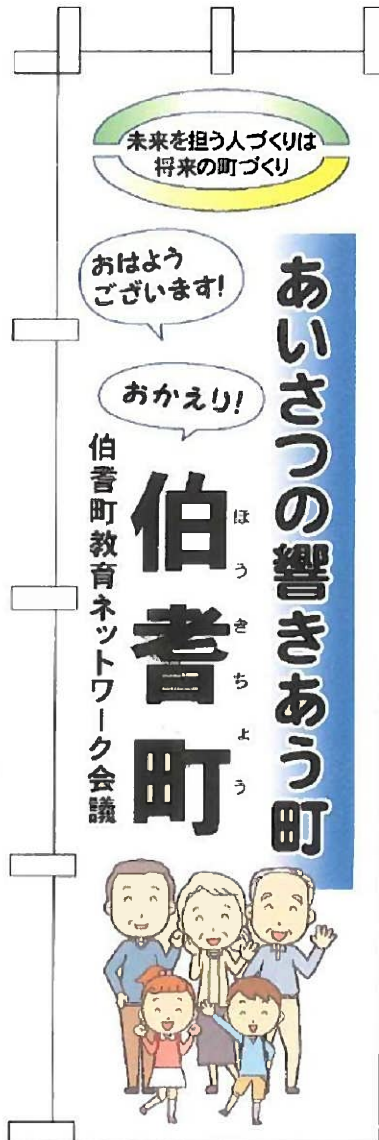 未来を担う人づくりは
将来の町づくり
あいさつの響きあう町
おはよう
ございます!
おかえり!
伯耆町
ほうきちょう
伯耆町教育ネットワーク会議